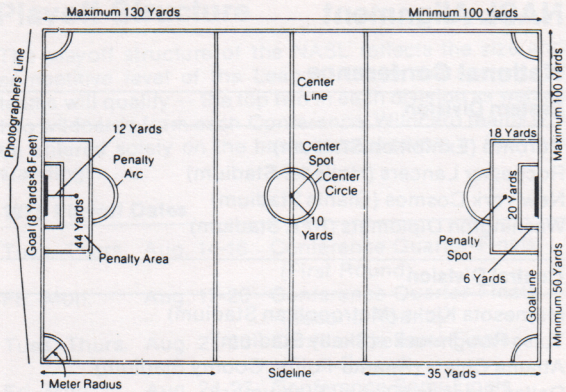 Maximum 130 Yards
Minimum 100 Yards
Photographers Line
Goal (8 Yards×8 Feet)
12 Yards
Penalty
Arc
44 Yards
Penalty Area
Center
Line
Center
Spot
Center
Circle
10
Yards
18 Yards
20 Yards
Penalty
Spot
6 Yards
Goal Line
Maximum 100 Yards
Minimum 50 Yards
1 Meter Radius
Sideline
35 Yards